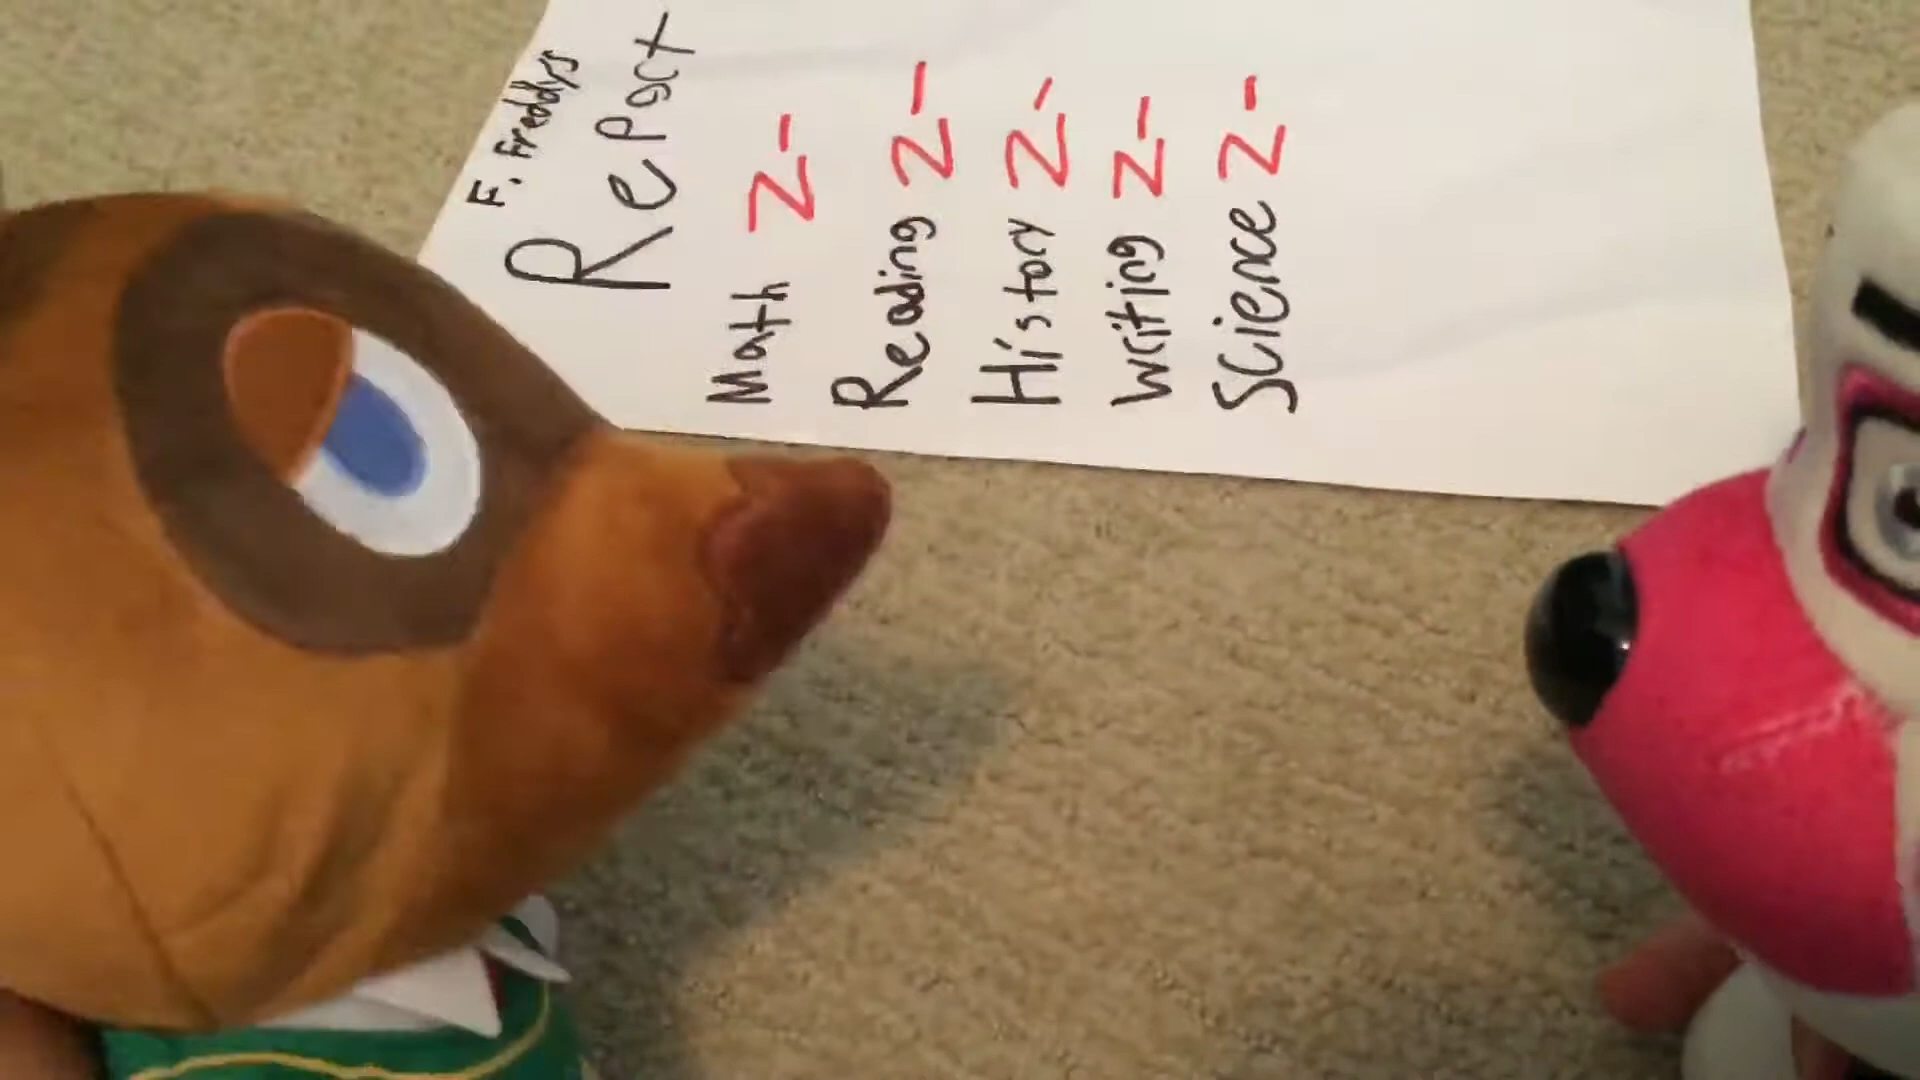 F. Freddys
Report
Math Z-
Reading Z-
History Z-
Writing Z-
Science Z-